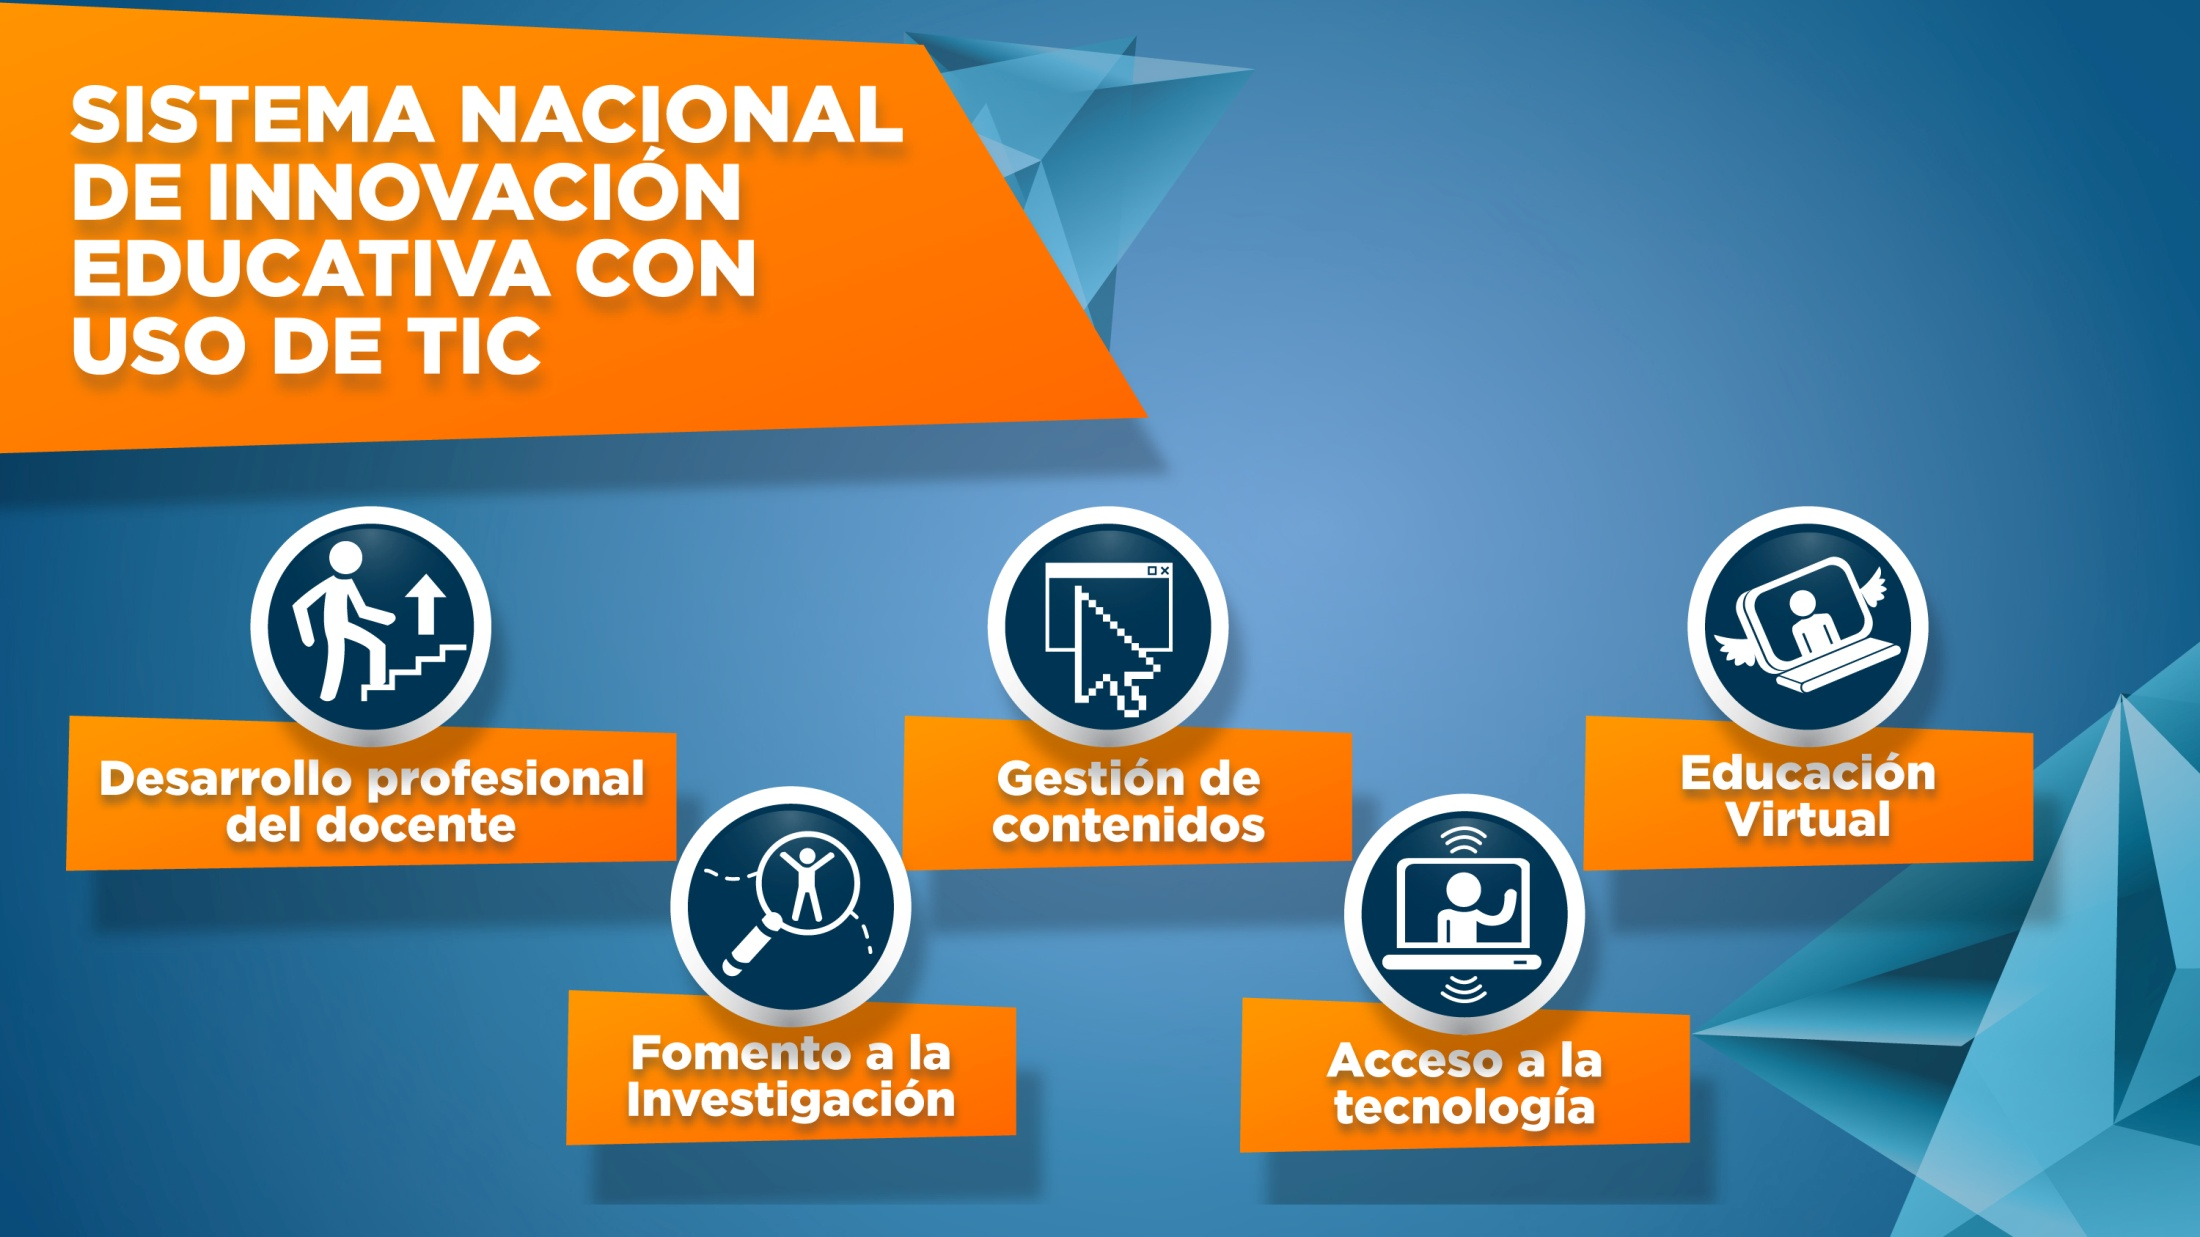 SISTEMA NACIONAL
DE INNOVACIÓN
EDUCATIVA CON
USO DE TIC
Desarrollo profesional
del docente
Gestión de
contenidos
Educación
Virtual
Fomento a la
Investigación
Acceso a la
tecnología